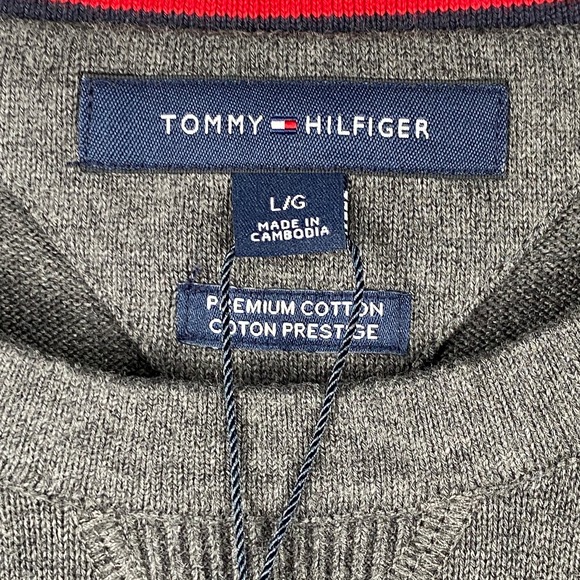 TOMMY HILFIGER
L/G
MADE IN
CAMBODIA
PREMIUM COTTON
COTON PRESTIGE